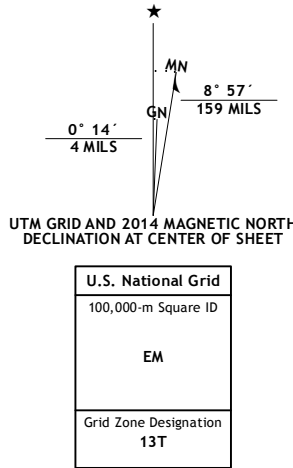 ★
MN
GN
8° 57´
159 MILS
0° 14´
4 MILS
UTM GRID AND 2014 MAGNETIC NORTH
DECLINATION AT CENTER OF SHEET
U.S. National Grid
100,000-m Square ID
EM
Grid Zone Designation
13T